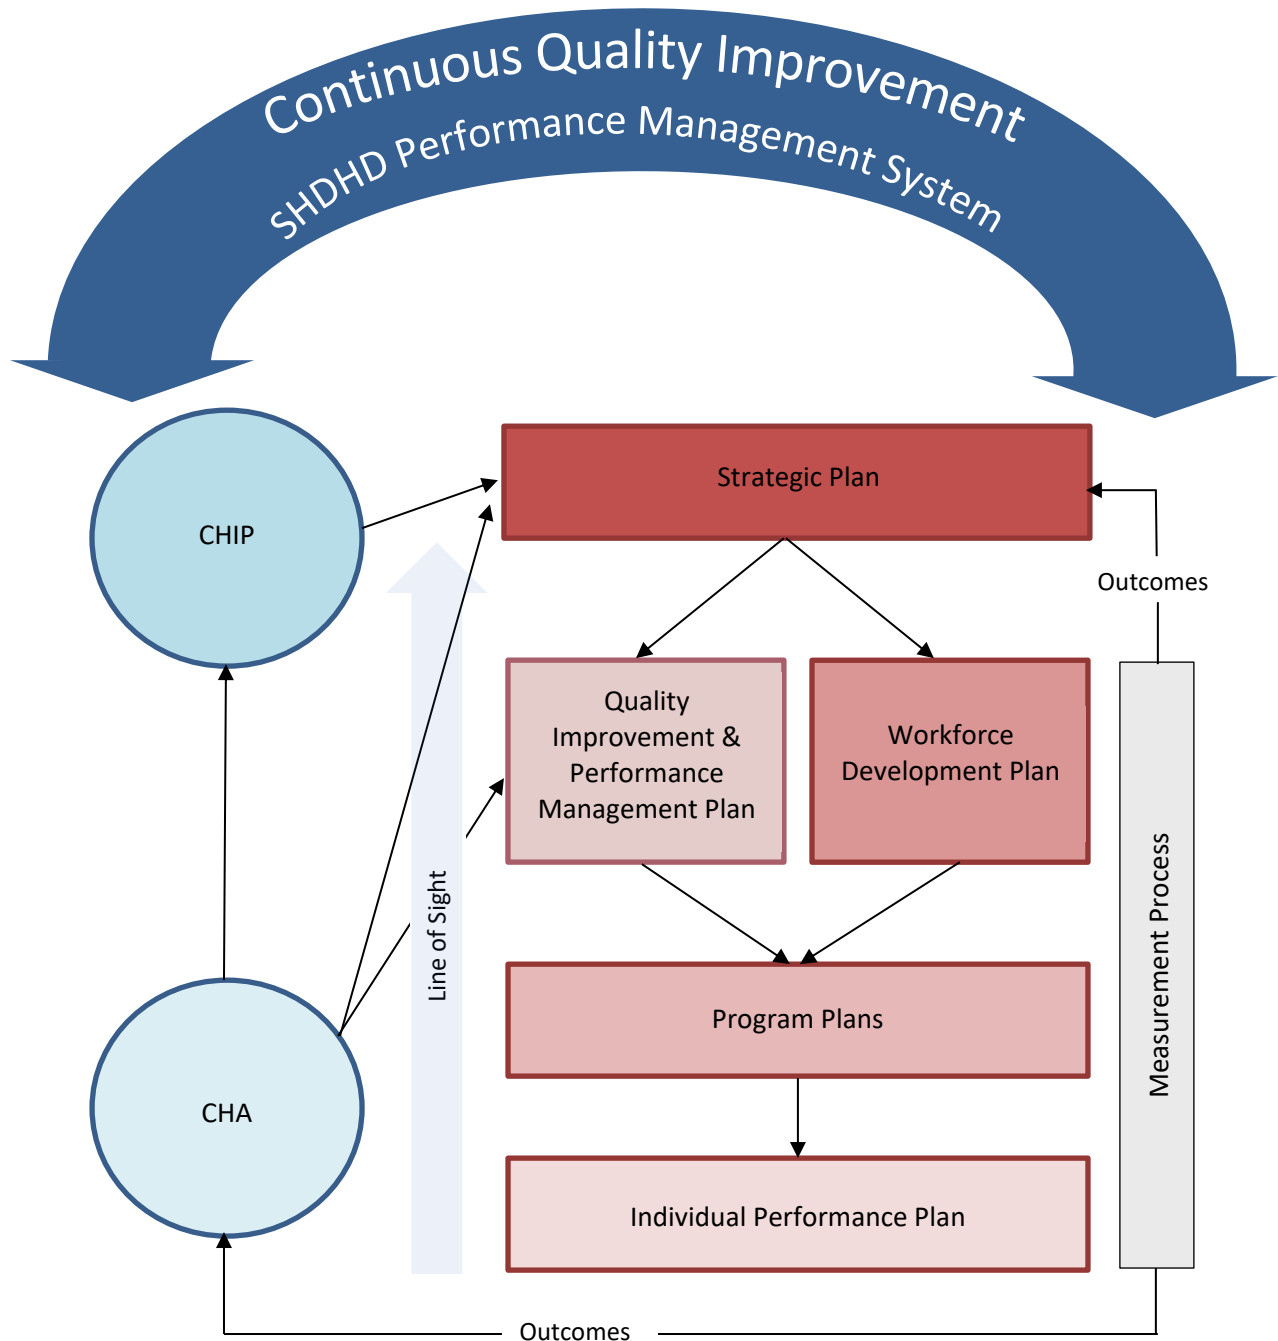 Continuous Quality Improvement
SHDHD Performance Management System
CHIP
Strategic Plan
Outcomes
Quality
Improvement &
Performance
Management Plan
Workforce
Development Plan
Line of Sight
Measurement Process
Program Plans
CHA
Individual Performance Plan
Outcomes